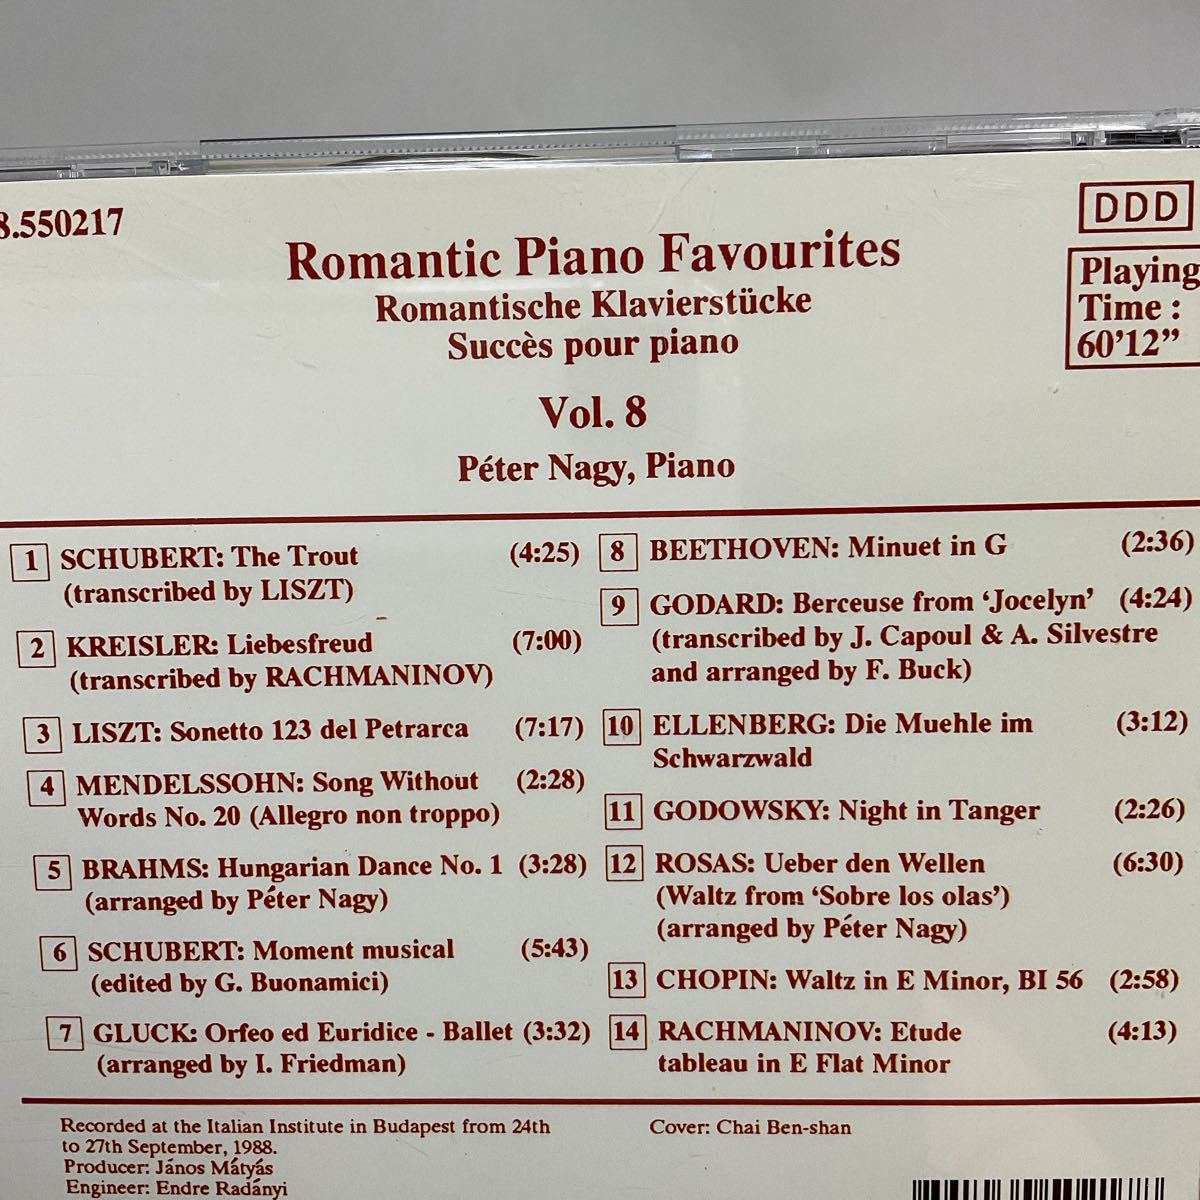 8.550217
DDD
Playing
Time :
60'12”
Romantic Piano Favourites
Romantische Klavierstücke
Succès pour piano
Vol. 8
Péter Nagy, Piano
1 SCHUBERT: The Trout (4:25)
(transcribed by LISZT)
2 KREISLER: Liebesfreud (7:00)
(transcribed by RACHMANINOV)
3 LISZT: Sonetto 123 del Petrarca (7:17)
4 MENDELSSOHN: Song Without (2:28)
Words No. 20 (Allegro non troppo)
5 BRAHMS: Hungarian Dance No. 1 (3:28)
(arranged by Péter Nagy)
6 SCHUBERT: Moment musical (5:43)
(edited by G. Buonamici)
7 GLUCK: Orfeo ed Euridice - Ballet (3:32)
(arranged by I. Friedman)
8 BEETHOVEN: Minuet in G (2:36)
9 GODARD: Berceuse from ‘Jocelyn’ (4:24)
(transcribed by J. Capoul & A. Silvestre
and arranged by F. Buck)
10 ELLENBERG: Die Muehle im (3:12)
Schwarzwald
11 GODOWSKY: Night in Tanger (2:26)
12 ROSAS: Ueber den Wellen (6:30)
(Waltz from ‘Sobre los olas’)
(arranged by Péter Nagy)
13 CHOPIN: Waltz in E Minor, BI 56 (2:58)
14 RACHMANINOV: Etude (4:13)
tableau in E Flat Minor
Recorded at the Italian Institute in Budapest from 24th
to 27th September, 1988.
Producer: János Mátyás
Engineer: Endre Radányi
Cover: Chai Ben-shan